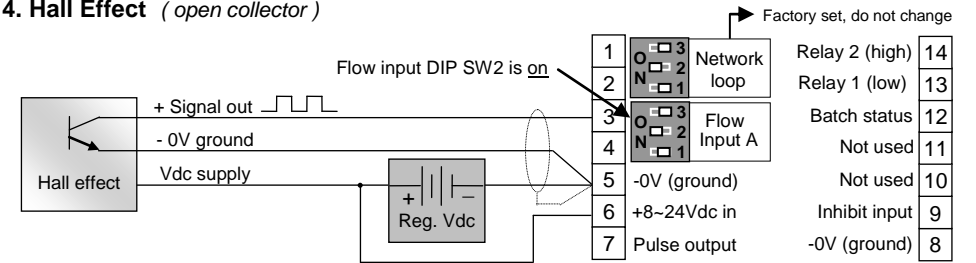 4. Hall Effect ( open collector )
Factory set, do not change
Flow input DIP SW2 is on
+ Signal out
- 0V ground
Vdc supply
Hall effect
+ –
Reg. Vdc
1
2
3
4
5 -0V (ground)
6 +8~24Vdc in
7 Pulse output
O N 3 2 1 Network loop
O N 3 2 1 Flow Input A
Relay 2 (high) 14
Relay 1 (low) 13
Batch status 12
Not used 11
Not used 10
Inhibit input 9
-0V (ground) 8